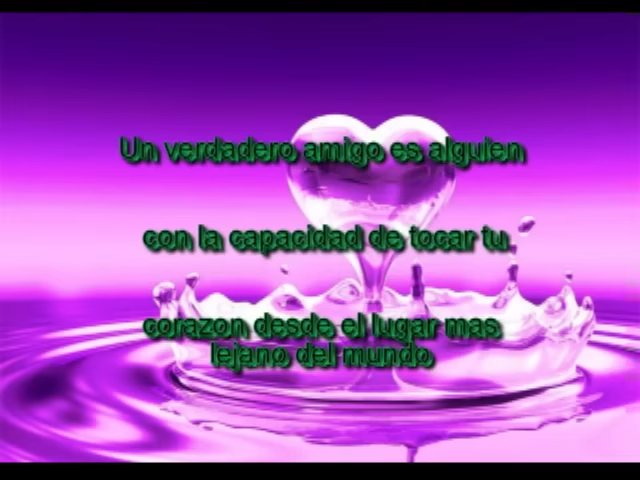 Un verdadero amigo es alguien
con la capacidad de tocar tu
corazon desde el lugar mas
lejano del mundo